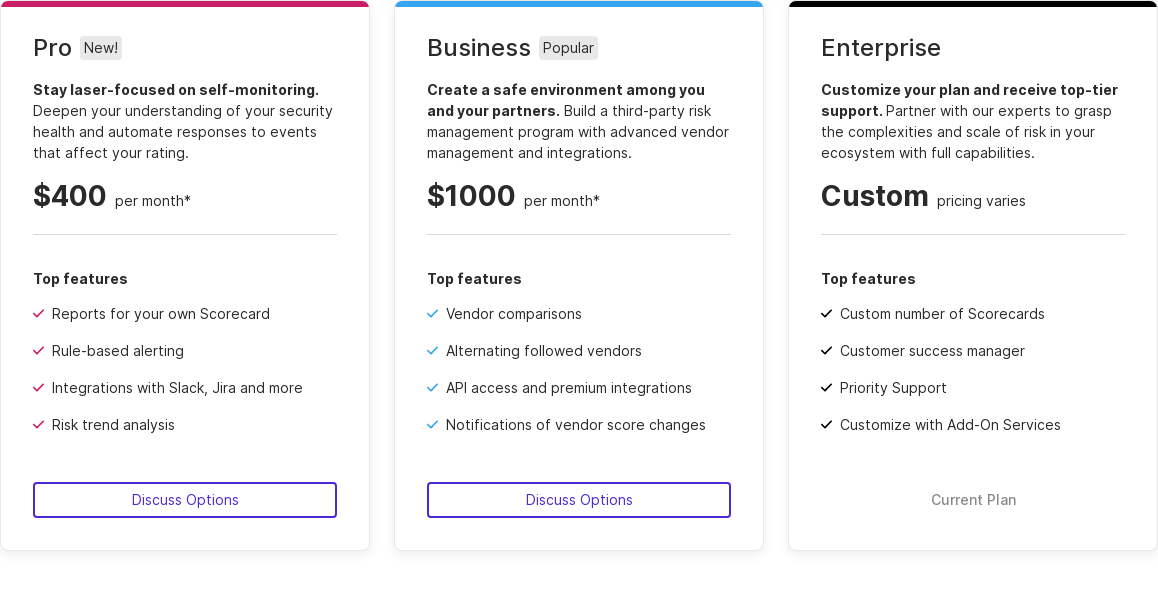 Pro New!
Stay laser-focused on self-monitoring.
Deepen your understanding of your security
health and automate responses to events
that affect your rating.
$400 per month*
Top features
Reports for your own Scorecard
Rule-based alerting
Integrations with Slack, Jira and more
Risk trend analysis
Discuss Options
Business Popular
Create a safe environment among you
and your partners. Build a third-party risk
management program with advanced vendor
management and integrations.
$1000 per month*
Top features
Vendor comparisons
Alternating followed vendors
API access and premium integrations
Notifications of vendor score changes
Discuss Options
Enterprise
Customize your plan and receive top-tier
support. Partner with our experts to grasp
the complexities and scale of risk in your
ecosystem with full capabilities.
Custom pricing varies
Top features
Custom number of Scorecards
Customer success manager
Priority Support
Customize with Add-On Services
Current Plan